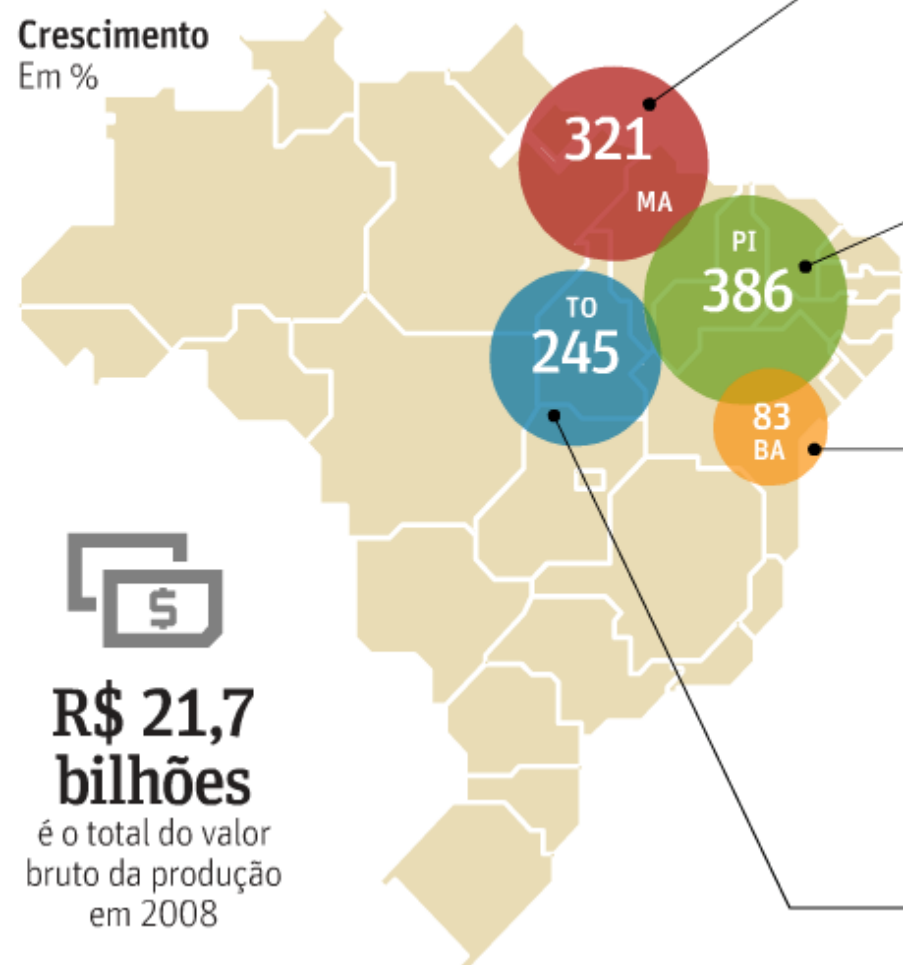 Crescimento
Em %
321
MA
PI
386
TO
245
83
BA
$
R$ 21,7
bilhões
é o total do valor
bruto da produção
em 2008